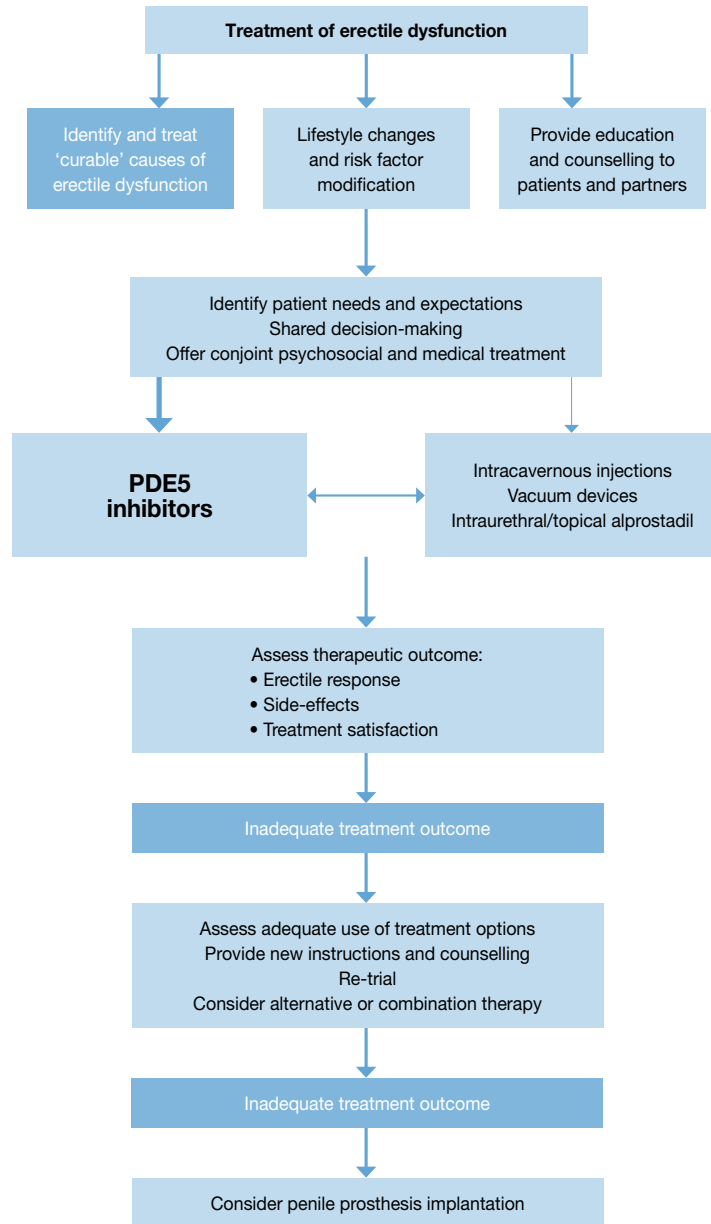 Treatment of erectile dysfunction
Identify and treat
‘curable’ causes of
erectile dysfunction
Lifestyle changes
and risk factor
modification
Provide education
and counselling to
patients and partners
Identify patient needs and expectations
Shared decision-making
Offer conjoint psychosocial and medical treatment
PDE5
inhibitors
Intracavernous injections
Vacuum devices
Intraurethral/topical alprostadil
Assess therapeutic outcome:
• Erectile response
• Side-effects
• Treatment satisfaction
Inadequate treatment outcome
Assess adequate use of treatment options
Provide new instructions and counselling
Re-trial
Consider alternative or combination therapy
Inadequate treatment outcome
Consider penile prosthesis implantation